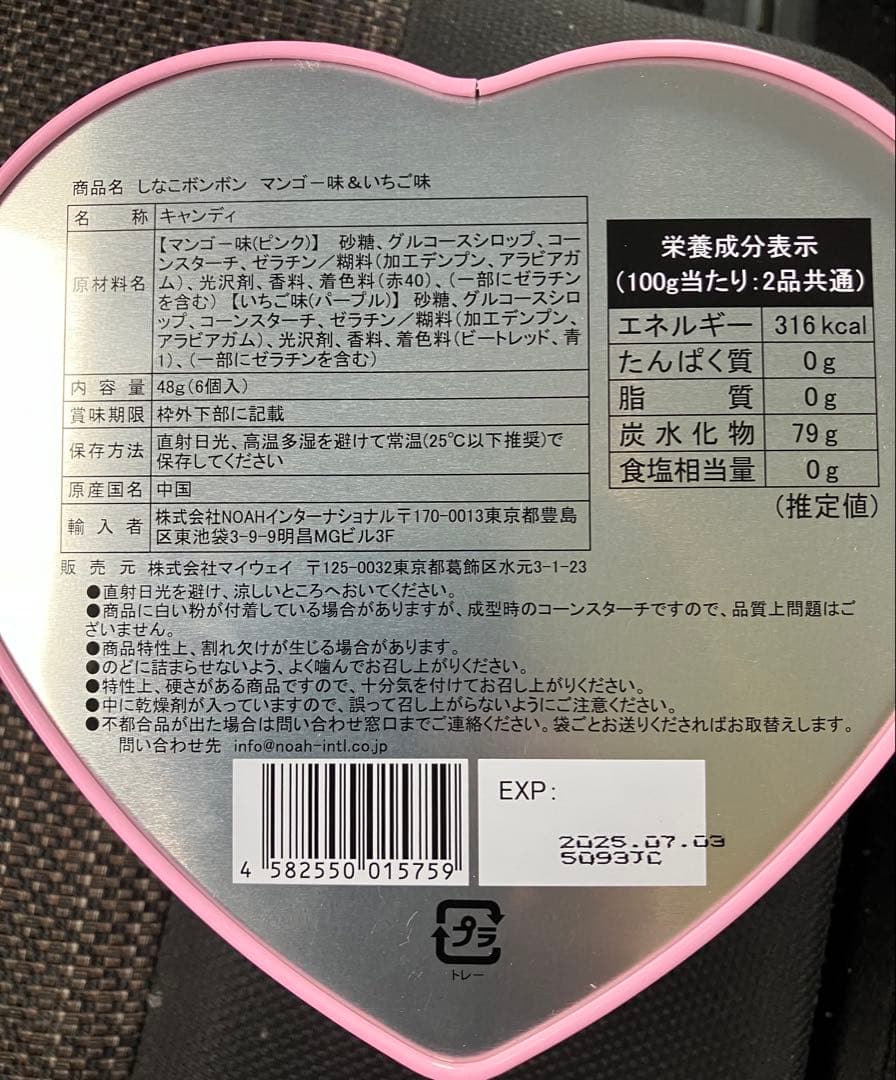 商品名 しなこボンボン マンゴー味＆いちご味
名称 キャンディ
原材料名 【マンゴー味(ピンク)】 砂糖、グルコースシロップ、コー
ンスターチ、ゼラチン／糊料(加工デンプン、アラビアガ
ム)、光沢剤、香料、着色料(赤40)、(一部にゼラチン
を含む) 【いちご味(パープル)】 砂糖、グルコースシロ
ップ、コーンスターチ、ゼラチン／糊料(加工デンプン、
アラビアガム)、光沢剤、香料、着色料(ビートレッド、青
1)、(一部にゼラチンを含む)
内容量 48g(6個入)
賞味期限 枠外下部に記載
保存方法 直射日光、高温多湿を避けて常温(25℃以下推奨)で
保存してください
原産国名 中国
輸入者 株式会社NOAHインターナショナル〒170-0013東京都豊島
区東池袋3-9-9明昌MGビル3F
販売元 株式会社マイウェイ 〒125-0032東京都葛飾区水元3-1-23
●直射日光を避け、涼しいところへおいてください。
●商品に白い粉が付着している場合がありますが、成型時のコーンスターチですので、品質上問題はご
ざいません。
●商品特性上、割れ欠けが生じる場合があります。
●のどに詰まらせないよう、よく噛んでお召し上がりください。
●特性上、硬さがある商品ですので、十分気を付けてお召し上がりください。
●中に乾燥剤が入っていますので、誤って召し上がらないようにご注意ください。
●不都合品が出た場合は問い合わせ窓口までご連絡ください。袋ごとお送りくださればお取替えします。
問い合わせ先 info@noah-intl.co.jp
栄養成分表示
(100g当たり:2品共通)
エネルギー 316kcal
たんぱく質 0g
脂質 0g
炭水化物 79g
食塩相当量 0g
(推定値)
4 582550 015759
EXP:
2025.07.03
5093JC
プラ
トレー